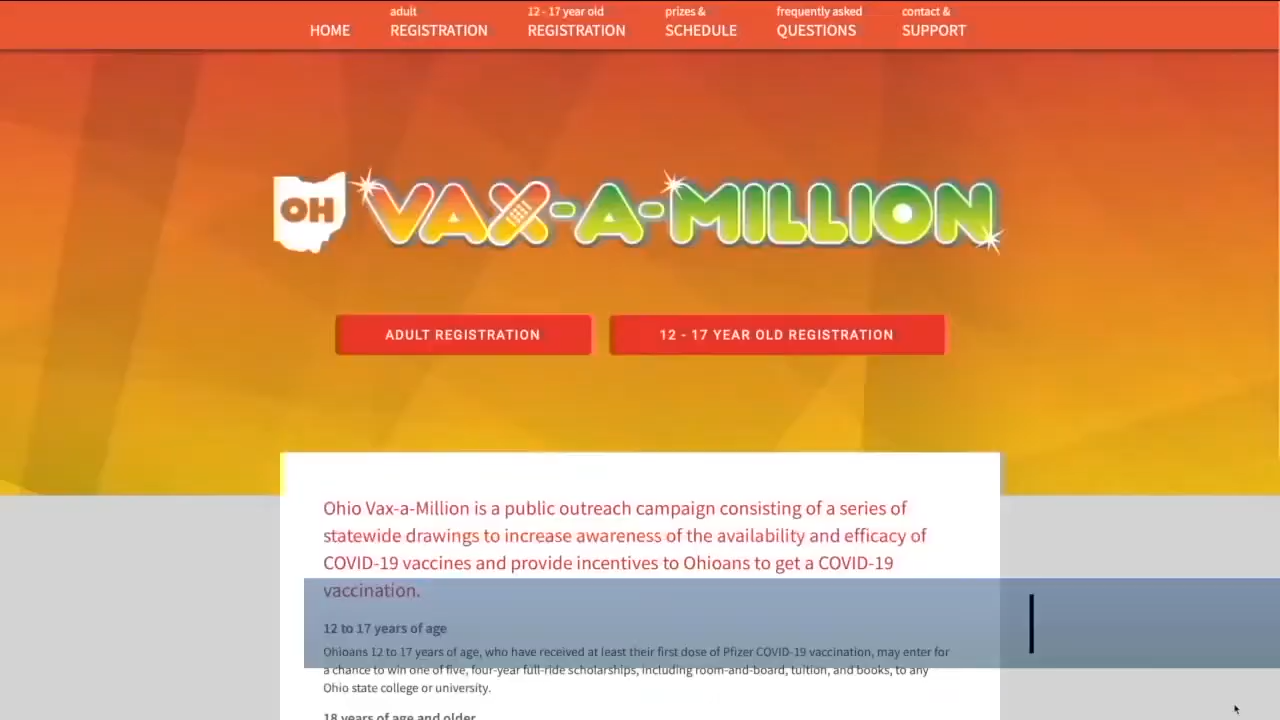 adult
12 - 17 year old
prizes &
frequently asked
contact &
HOME
REGISTRATION
REGISTRATION
SCHEDULE
QUESTIONS
SUPPORT
OH
VAX-A-MILLION
ADULT REGISTRATION
12 - 17 YEAR OLD REGISTRATION
Ohio Vax-a-Million is a public outreach campaign consisting of a series of
statewide drawings to increase awareness of the availability and efficacy of
COVID-19 vaccines and provide incentives to Ohioans to get a COVID-19
vaccination.
12 to 17 years of age
Ohioans 12 to 17 years of age, who have received at least their first dose of Pfizer COVID-19 vaccination, may enter for
a chance to win one of five, four-year full-ride scholarships, including room-and-board, tuition, and books, to any
Ohio state college or university.
18 years of age and older